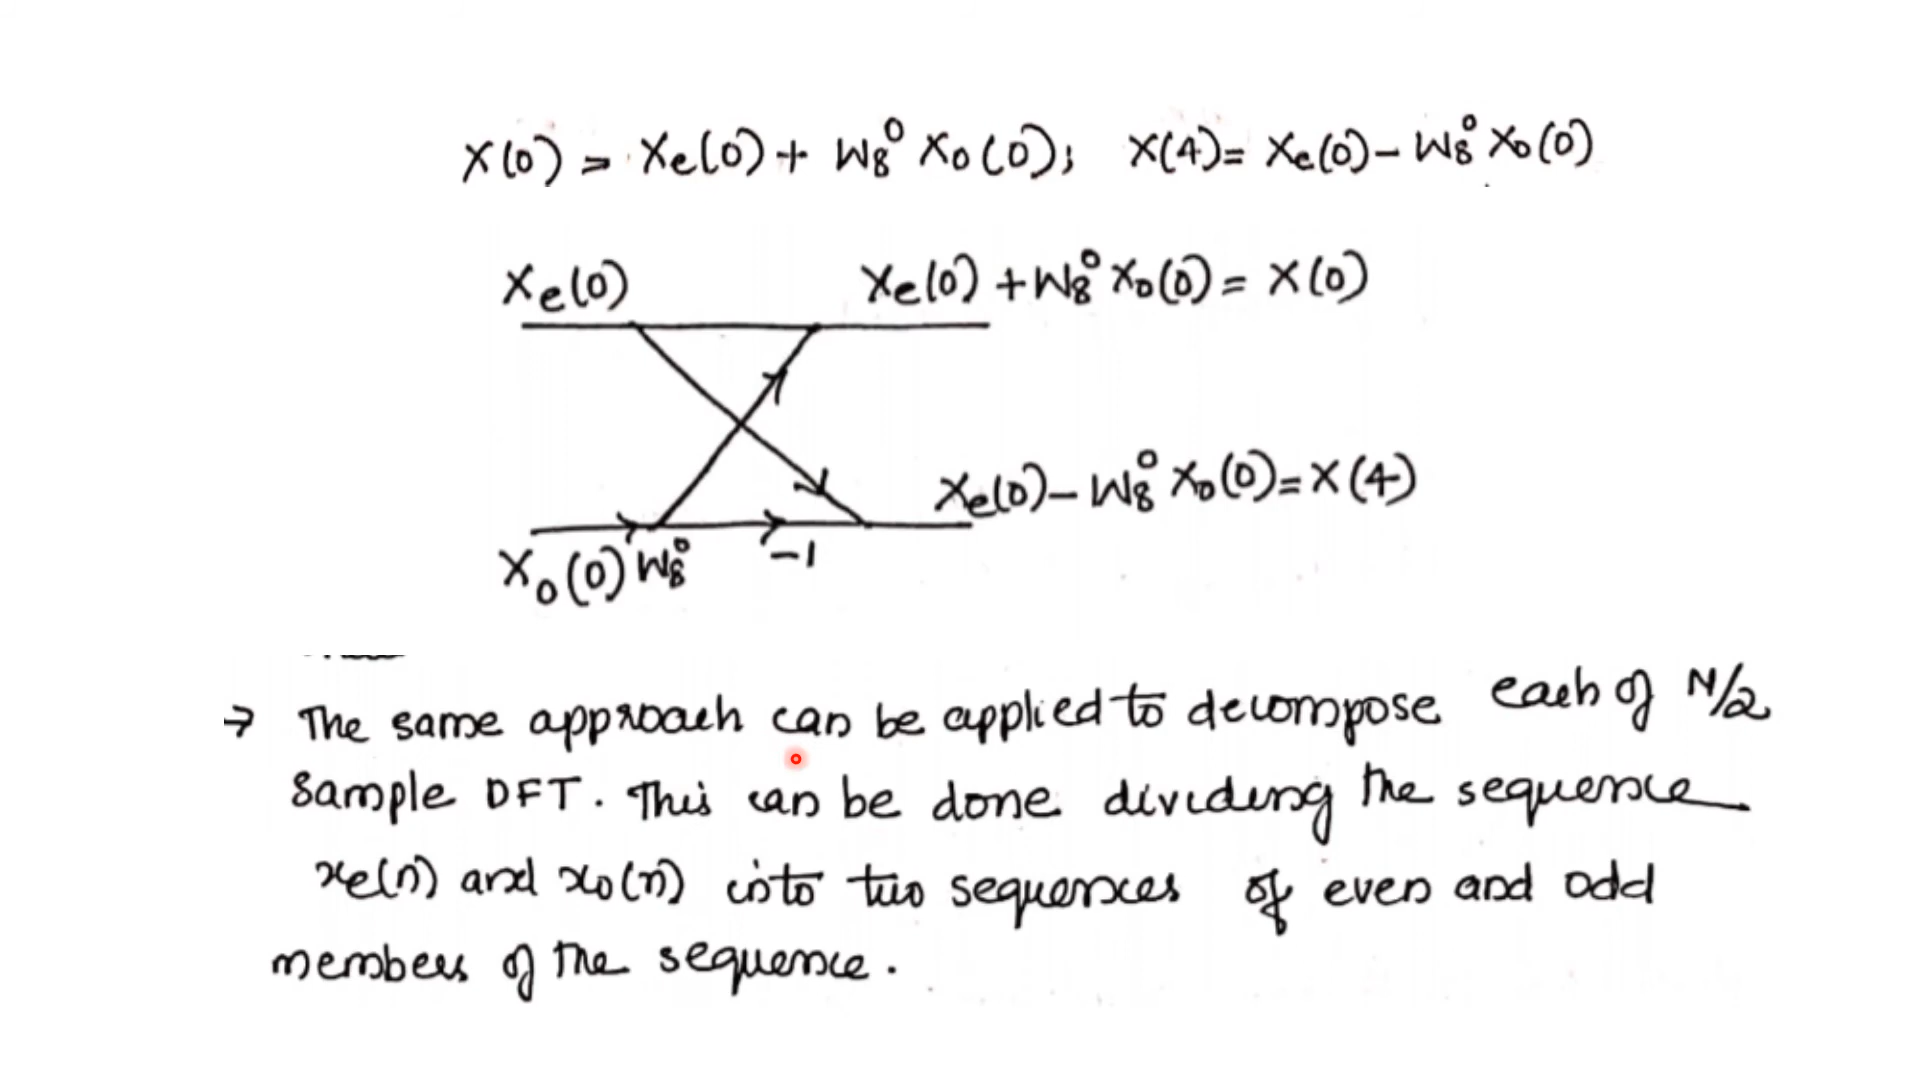 X(0) = Xe(0) + W8^0 Xo(0); X(4) = Xe(0) - W8^0 Xo(0)
Xe(0)
Xe(0) + W8^0 Xo(0) = X(0)
Xe(0) - W8^0 Xo(0) = X(4)
Xo(0) W8^0 -1
→ The same approach can be applied to decompose each of N/2
Sample DFT. This can be done dividing the sequence
xe(n) and xo(n) into two sequences of even and odd
members of the sequence.